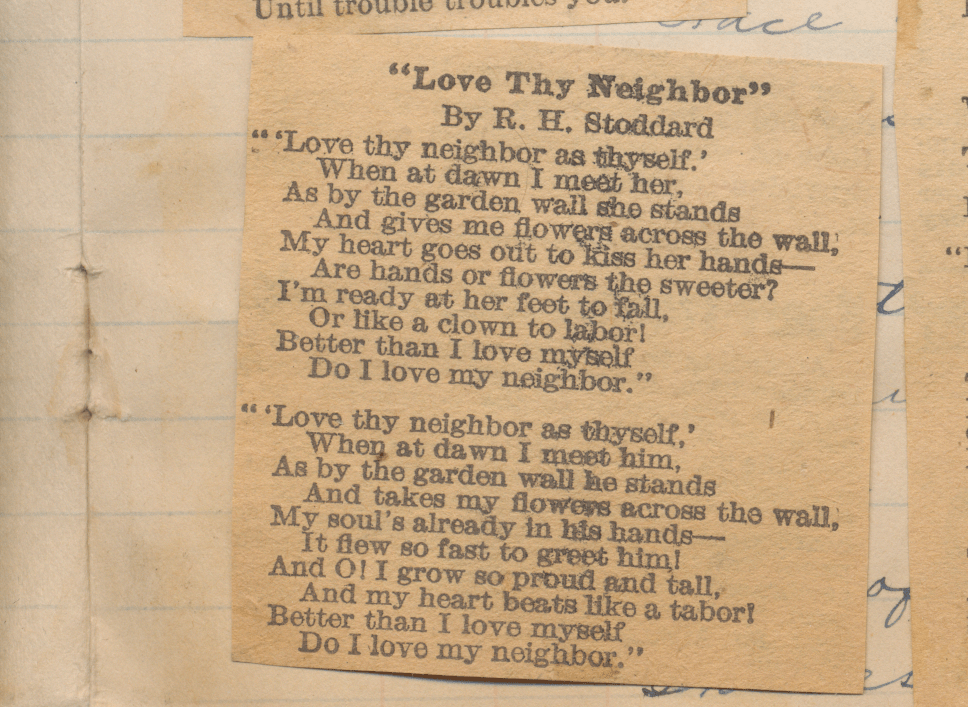 Until trouble troubles you.
"Love Thy Neighbor"
By R. H. Stoddard
" 'Love thy neighbor as thyself.'
When at dawn I meet her,
As by the garden wall she stands
And gives me flowers across the wall,
My heart goes out to kiss her hands—
Are hands or flowers the sweeter?
I'm ready at her feet to fall,
Or like a clown to labor!
Better than I love myself
Do I love my neighbor."
" 'Love thy neighbor as thyself,'
When at dawn I meet him,
As by the garden wall he stands
And takes my flowers across the wall,
My soul's already in his hands—
It flew so fast to greet him!
And O! I grow so proud and tall,
And my heart beats like a tabor!
Better than I love myself
Do I love my neighbor."